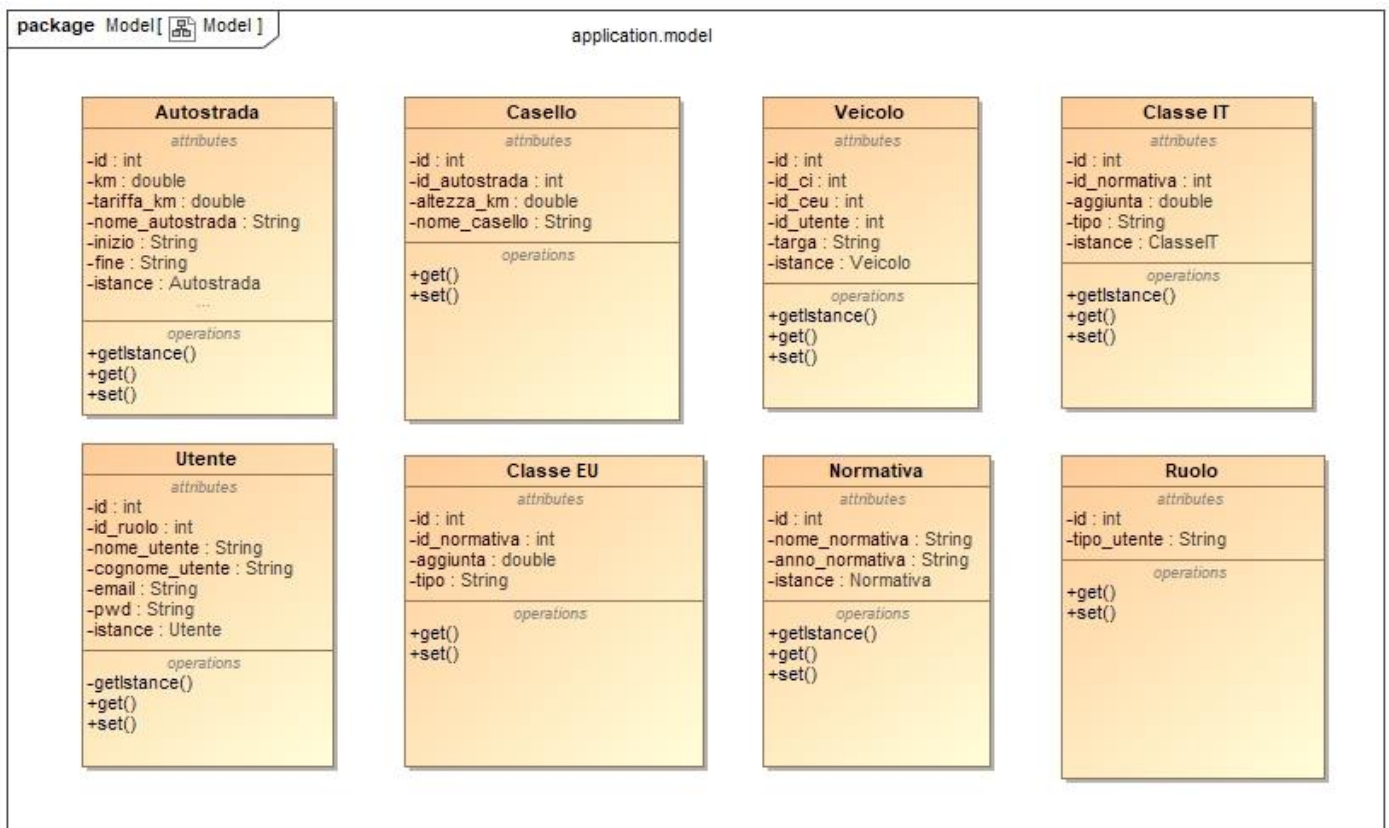 package Model[ Model ]
application.model
Autostrada
attributes
-id : int
-km : double
-tariffa_km : double
-nome_autostrada : String
-inizio : String
-fine : String
-istance : Autostrada
...
operations
+getIstance()
+get()
+set()
Casello
attributes
-id : int
-id_autostrada : int
-altezza_km : double
-nome_casello : String
operations
+get()
+set()
Veicolo
attributes
-id : int
-id_ci : int
-id_ceu : int
-id_utente : int
-targa : String
-istance : Veicolo
operations
+getIstance()
+get()
+set()
Classe IT
attributes
-id : int
-id_normativa : int
-aggiunta : double
-tipo : String
-istance : ClasseIT
operations
+getIstance()
+get()
+set()
Utente
attributes
-id : int
-id_ruolo : int
-nome_utente : String
-cognome_utente : String
-email : String
-pwd : String
-istance : Utente
operations
-getIstance()
+get()
+set()
Classe EU
attributes
-id : int
-id_normativa : int
-aggiunta : double
-tipo : String
operations
+get()
+set()
Normativa
attributes
-id : int
-nome_normativa : String
-anno_normativa : String
-istance : Normativa
operations
+getIstance()
+get()
+set()
Ruolo
attributes
-id : int
-tipo_utente : String
operations
+get()
+set()